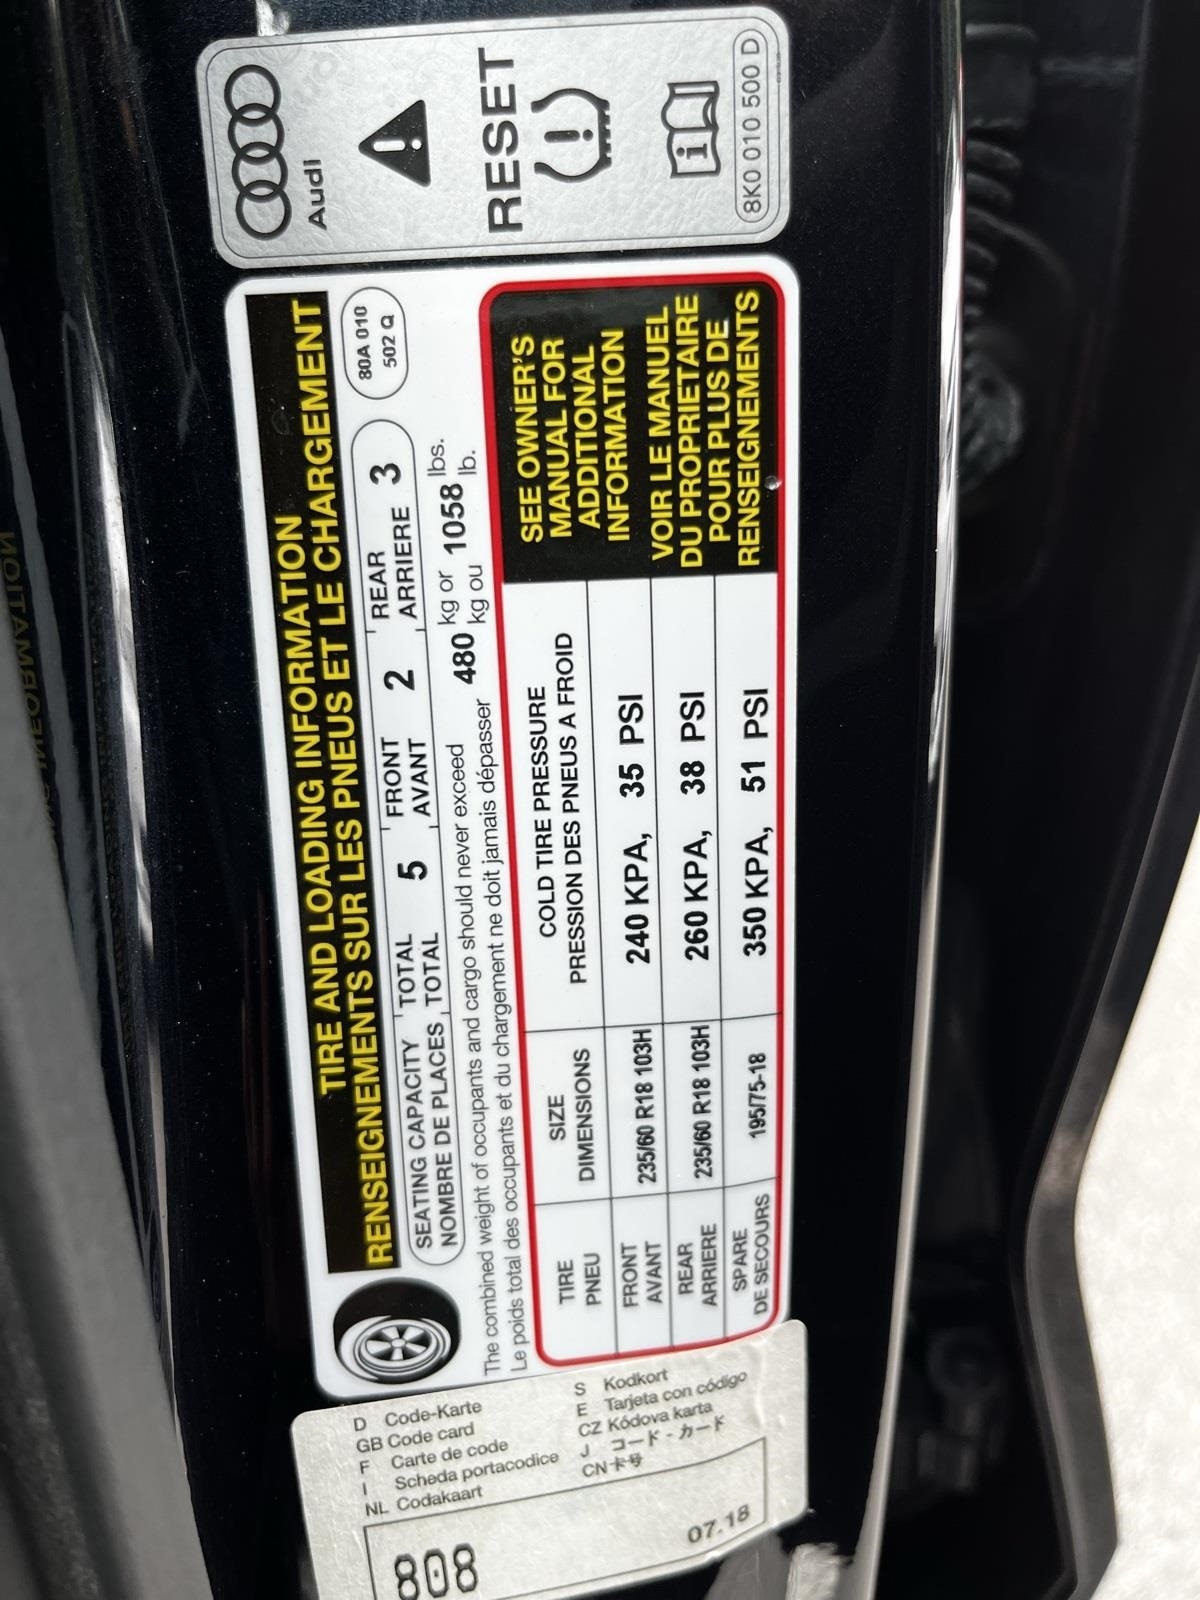 Audi
RESET
8K0 010 500 D
TIRE AND LOADING INFORMATION
RENSEIGNEMENTS SUR LES PNEUS ET LE CHARGEMENT
80A 010
502 Q
SEATING CAPACITY TOTAL 5 FRONT 2 REAR 3
NOMBRE DE PLACES TOTAL AVANT ARRIERE
The combined weight of occupants and cargo should never exceed 480 kg or 1058 lbs.
Le poids total des occupants et du chargement ne doit jamais dépasser kg ou lb.
TIRE SIZE COLD TIRE PRESSURE
PNEU DIMENSIONS PRESSION DES PNEUS A FROID
FRONT 235/60 R18 103H 240 KPA, 35 PSI
AVANT
REAR 235/60 R18 103H 260 KPA, 38 PSI
ARRIERE
SPARE 195/75-18 350 KPA, 51 PSI
DE SECOURS
SEE OWNER'S
MANUAL FOR
ADDITIONAL
INFORMATION
VOIR LE MANUEL
DU PROPRIETAIRE
POUR PLUS DE
RENSEIGNEMENTS
D Code-Karte
GB Code card
F Carte de code
I Scheda portacodice
NL Codakaart
S Kodkort
E Tarjeta con código
CZ Kódova karta
J コード-カード
CN 卡号
808
07.18